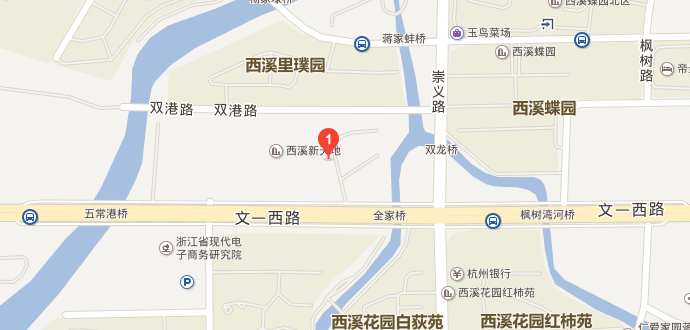 杨家埭桥
西溪蝶园北区
玉鸟菜场
蒋家蚌桥
西溪蝶园
枫树路
西溪里璞园
崇义路
双港路
双港路
西溪蝶园
1
西溪新天地
双龙桥
五常港桥
文一西路
全家桥
枫树湾河桥
文一西路
浙江省现代电
子商务研究院
P
杭州银行
西溪花园红柿苑
西溪花园白荻苑
西溪花园红柿苑